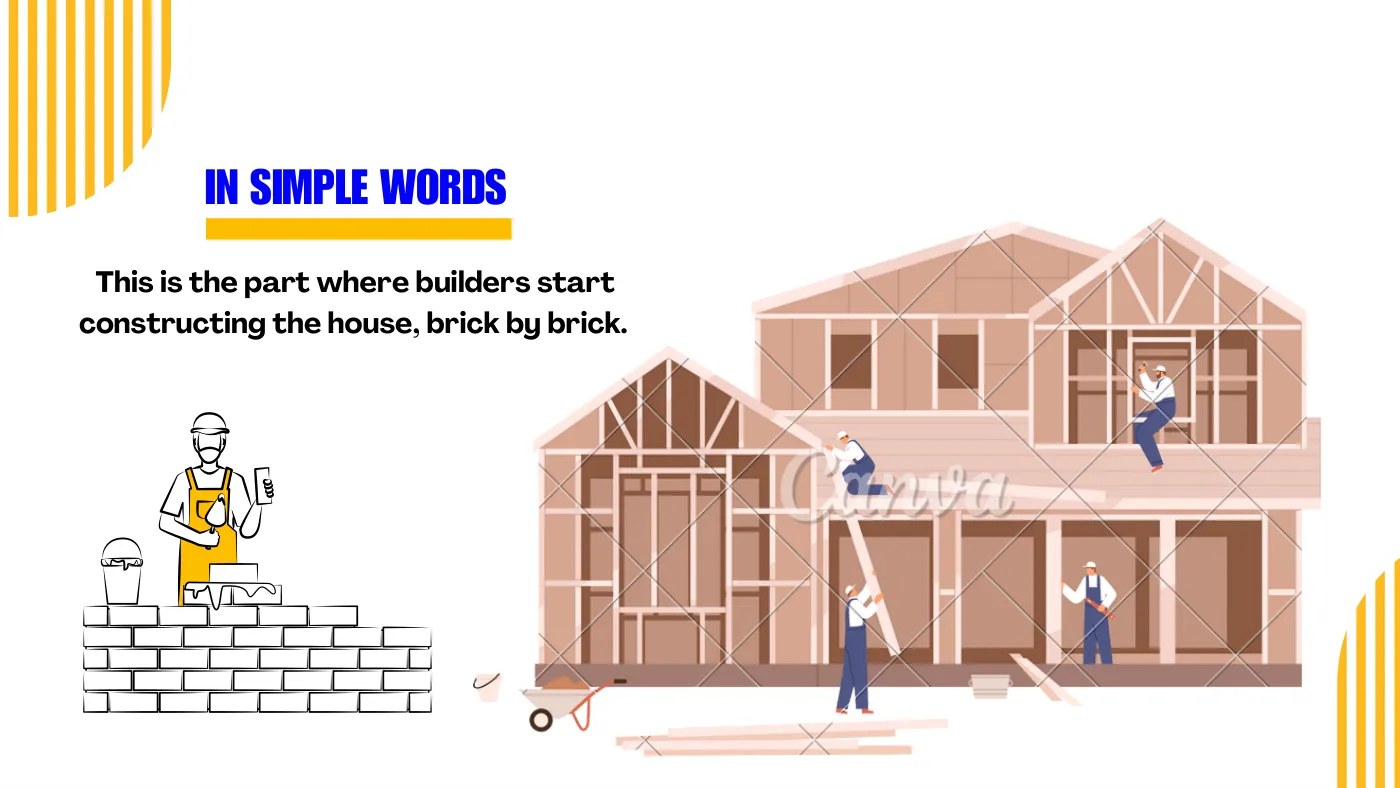 IN SIMPLE WORDS
This is the part where builders start
constructing the house, brick by brick.
Canva